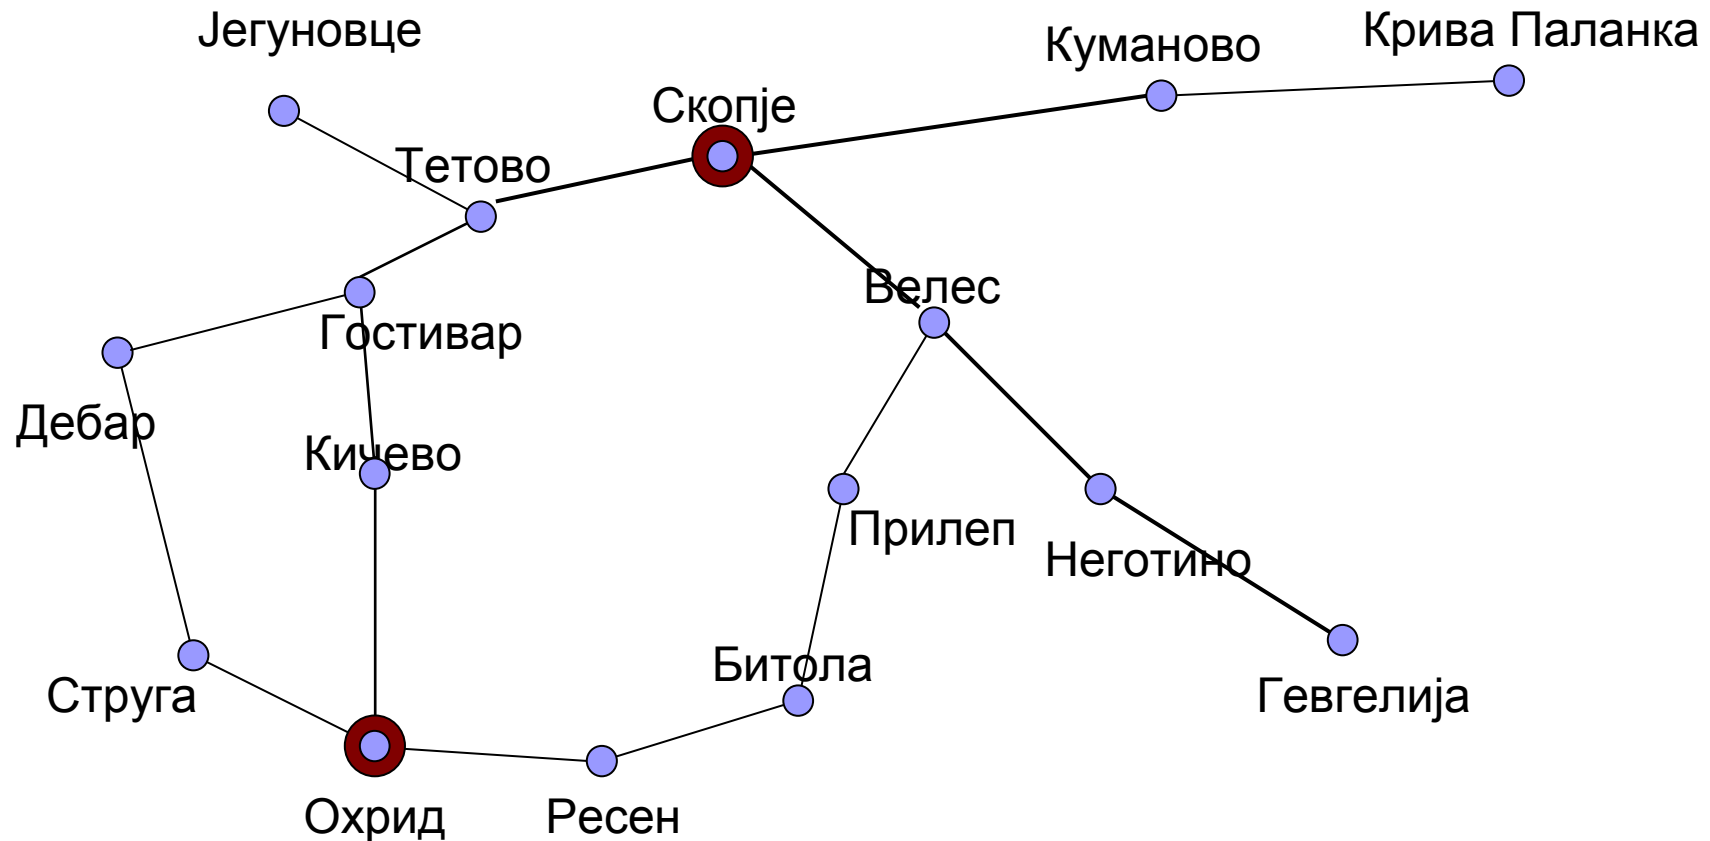 Јегуновце
Куманово
Крива Паланка
Скопје
Тетово
Велес
Гостивар
Дебар
Кичево
Прилеп
Неготино
Битола
Струга
Гевгелија
Охрид
Ресен